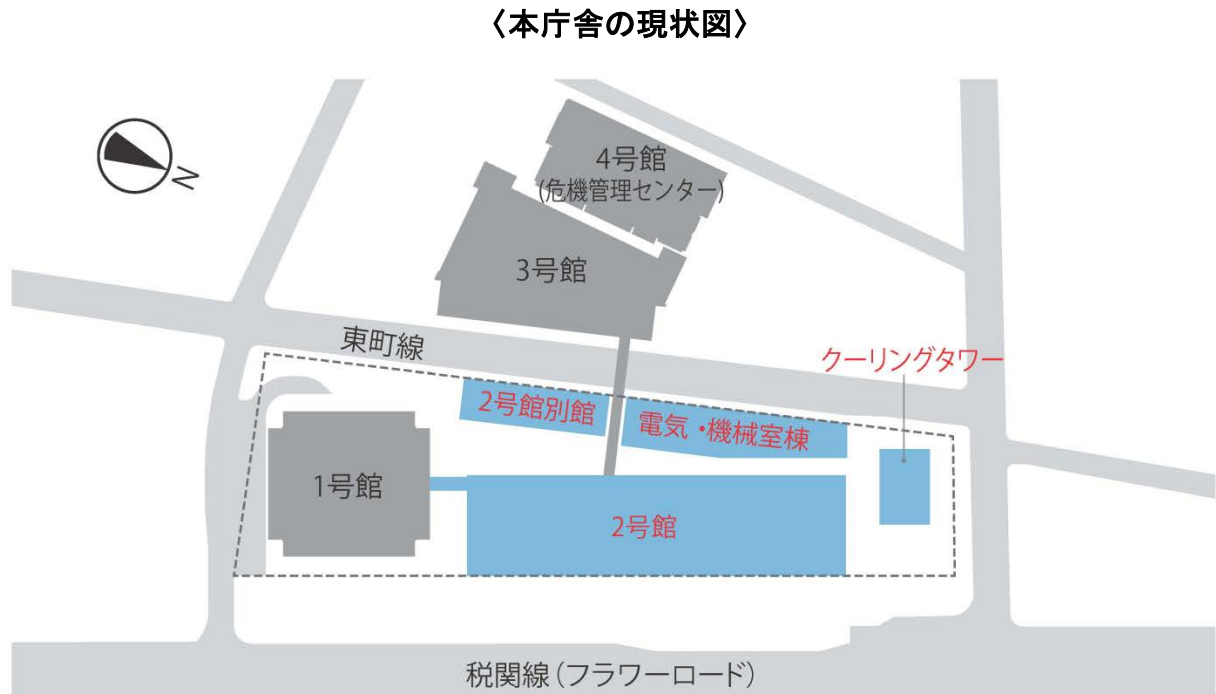 〈本庁舎の現状図〉
N
4号館
(危機管理センター)
3号館
東町線
クーリングタワー
2号館別館
電気・機械室棟
1号館
2号館
税関線(フラワーロード)